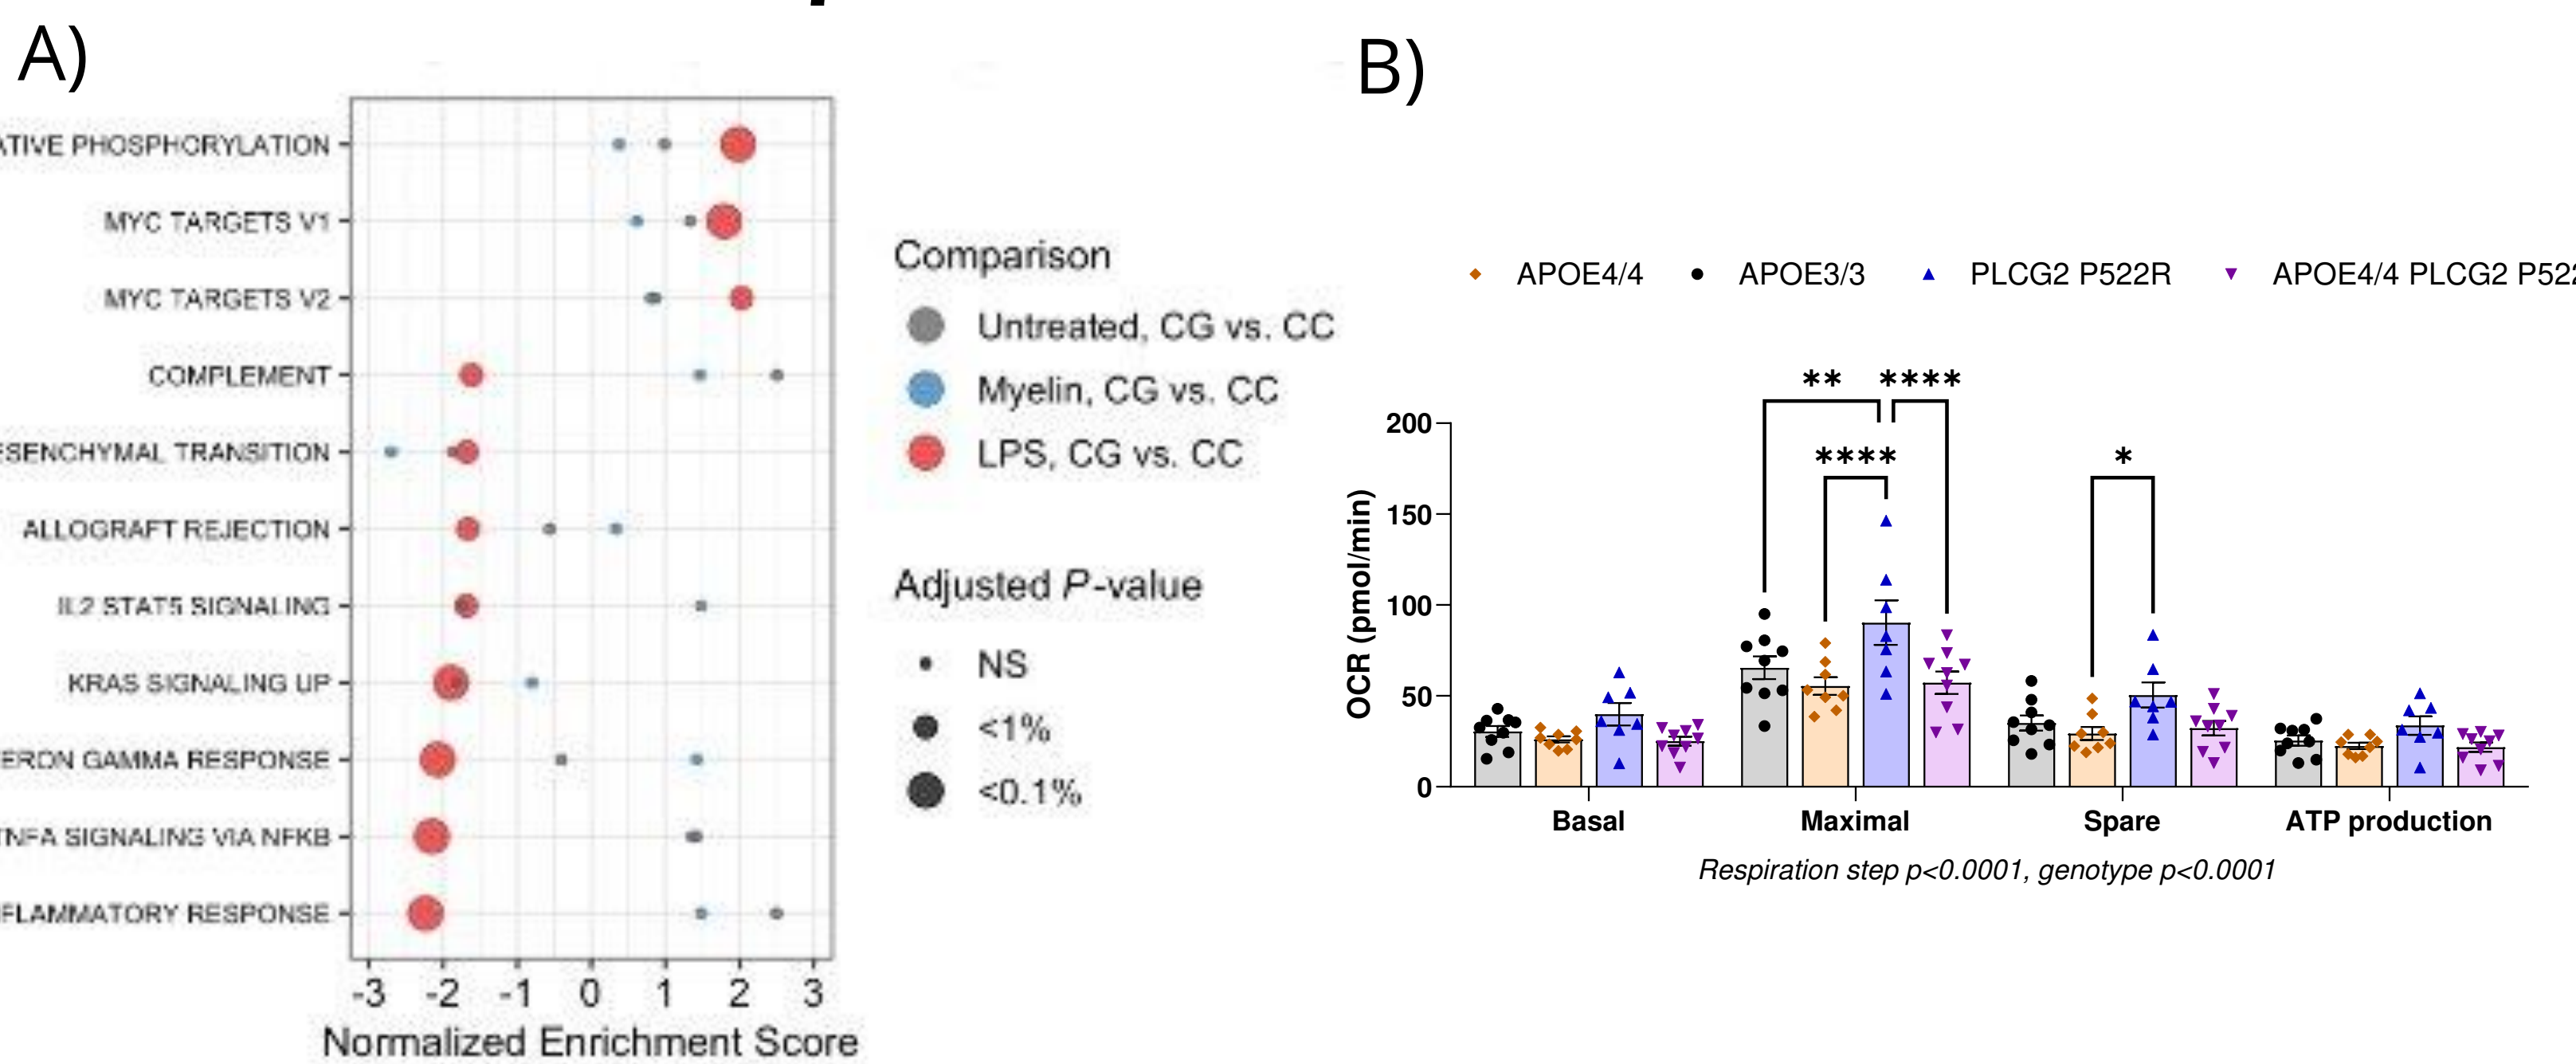 A)
ATIVE PHOSPHORYLATION
MYC TARGETS V1
MYC TARGETS V2
COMPLEMENT
ESENCHYMAL TRANSITION
ALLOGRAFT REJECTION
IL2 STAT5 SIGNALING
KRAS SIGNALING UP
ERON GAMMA RESPONSE
TNFA SIGNALING VIA NFKB
FLAMMATORY RESPONSE
-3 -2 -1 0 1 2 3
Normalized Enrichment Score
Comparison
Untreated, CG vs. CC
Myelin, CG vs. CC
LPS, CG vs. CC
Adjusted P-value
NS
<1%
<0.1%
B)
APOE4/4 APOE3/3 PLCG2 P522R APOE4/4 PLCG2 P522
** ****
**** *
OCR (pmol/min)
200
150
100
50
0
Basal Maximal Spare ATP production
Respiration step p<0.0001, genotype p<0.0001